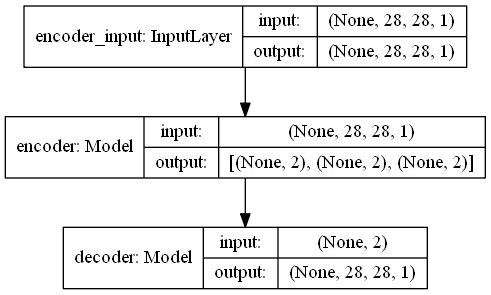 encoder_input: InputLayer
input:
(None, 28, 28, 1)
output:
(None, 28, 28, 1)
encoder: Model
input:
(None, 28, 28, 1)
output:
[(None, 2), (None, 2), (None, 2)]
decoder: Model
input:
(None, 2)
output:
(None, 28, 28, 1)